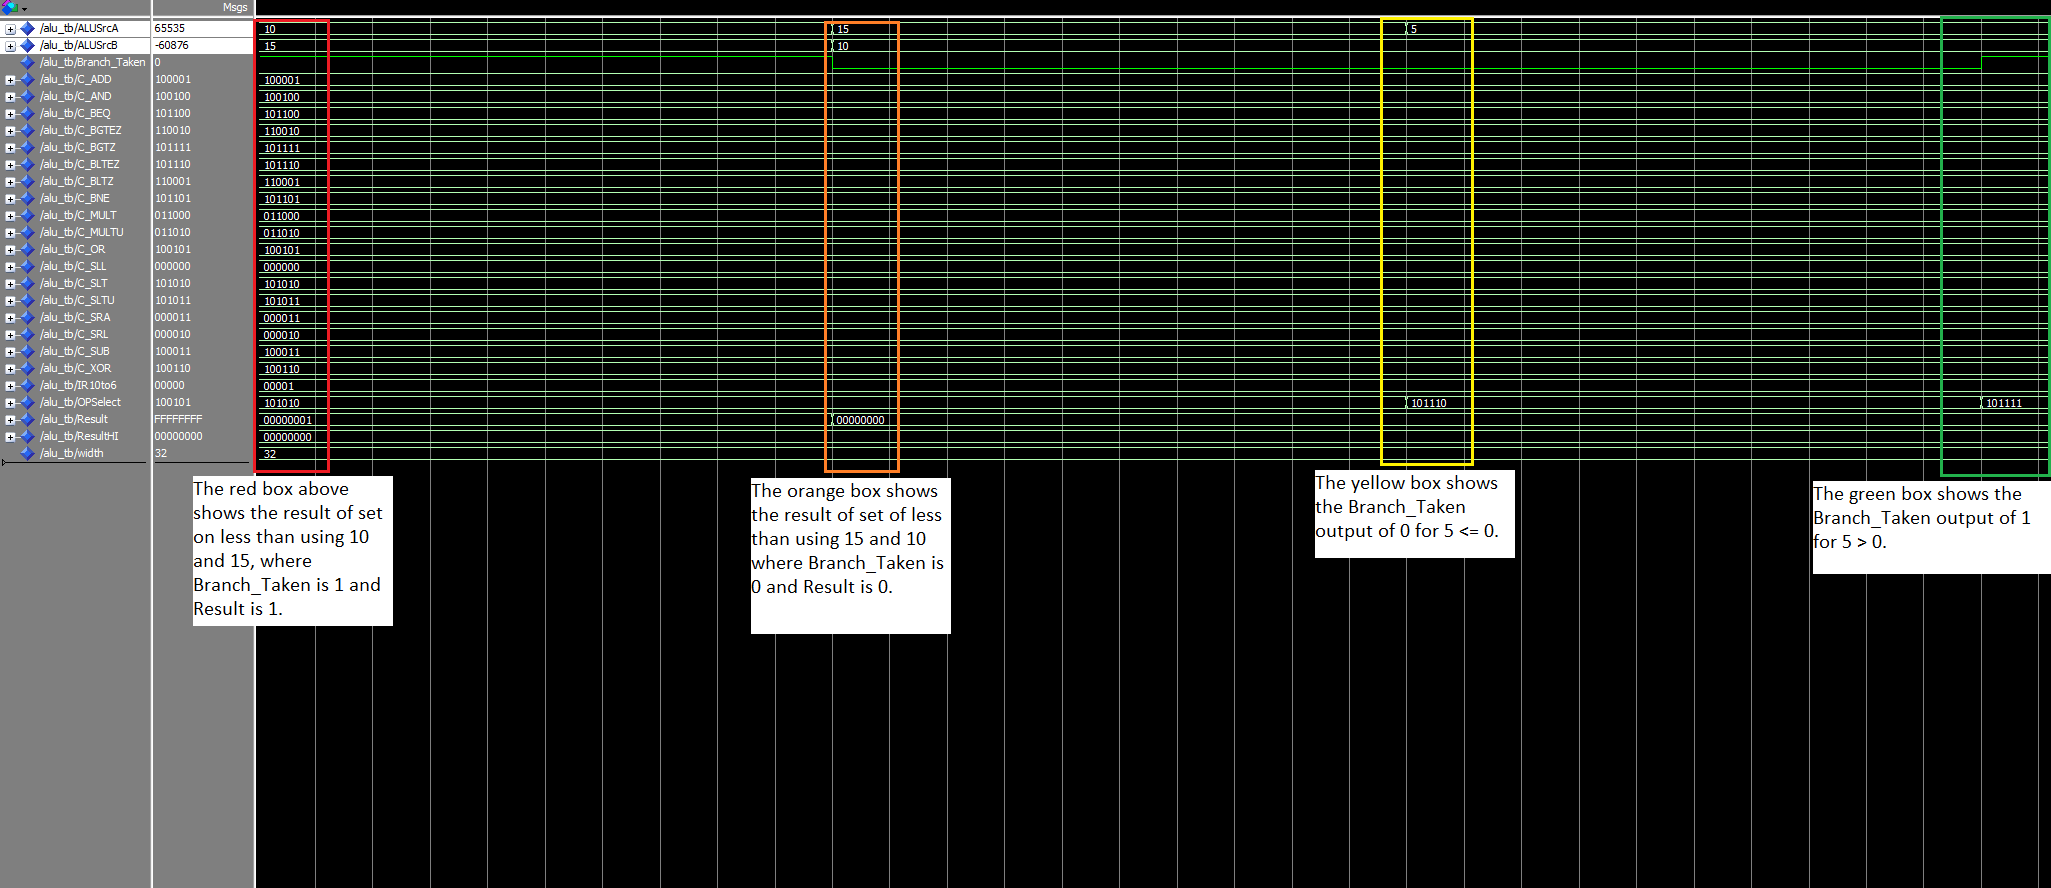 Msgs
/alu_tb/ALUSrcA 65535 10 15 5
/alu_tb/ALUSrcB -60876 15 10
/alu_tb/Branch_Taken 0
/alu_tb/C_ADD 100001 100001
/alu_tb/C_AND 100100 100100
/alu_tb/C_BEQ 101100 101100
/alu_tb/C_BGTEZ 110010 110010
/alu_tb/C_BGTZ 101111 101111
/alu_tb/C_BLTEZ 101110 101110
/alu_tb/C_BLTZ 110001 110001
/alu_tb/C_BNE 101101 101101
/alu_tb/C_MULT 011000 011000
/alu_tb/C_MULTU 011010 011010
/alu_tb/C_OR 100101 100101
/alu_tb/C_SLL 000000 000000
/alu_tb/C_SLT 101010 101010
/alu_tb/C_SLTU 101011 101011
/alu_tb/C_SRA 000011 000011
/alu_tb/C_SRL 000010 000010
/alu_tb/C_SUB 100011 100011
/alu_tb/C_XOR 100110 100110
/alu_tb/IR10to6 00000 00001
/alu_tb/OPSelect 100101 101010 101110 101111
/alu_tb/Result FFFFFFFF 00000001 00000000
/alu_tb/ResultHI 00000000 00000000
/alu_tb/width 32 32
The red box above
shows the result of set
on less than using 10
and 15, where
Branch_Taken is 1 and
Result is 1.
The orange box shows
the result of set of less
than using 15 and 10
where Branch_Taken is
0 and Result is 0.
The yellow box shows
the Branch_Taken
output of 0 for 5 <= 0.
The green box shows the
Branch_Taken output of 1
for 5 > 0.